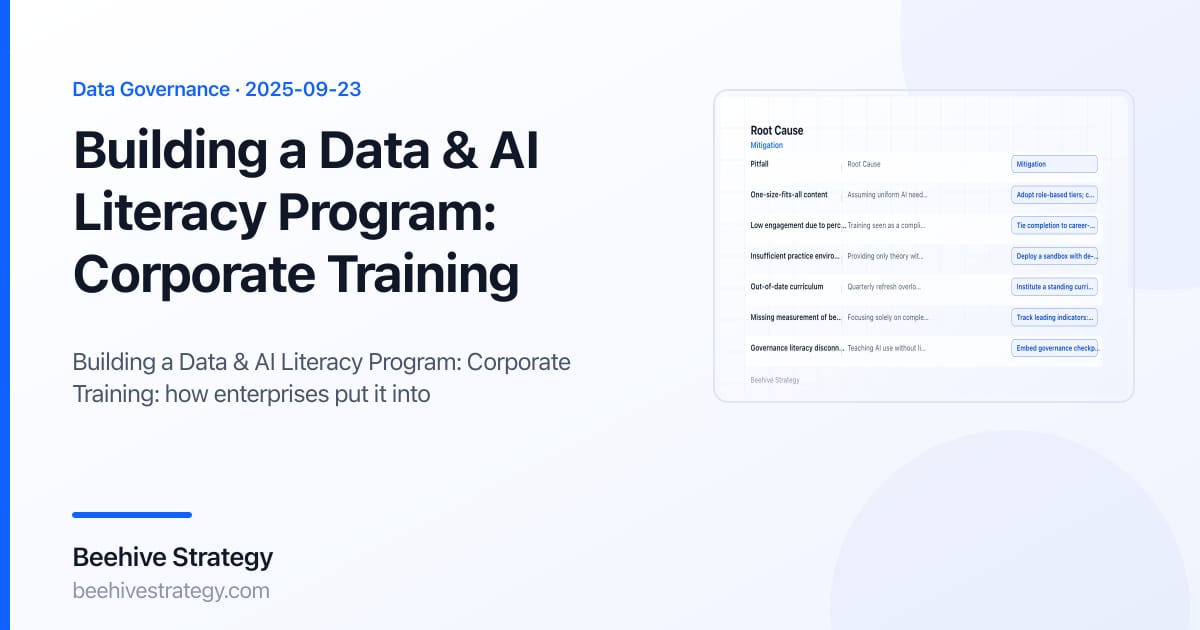 Data Governance · 2025-09-23
Building a Data & AI
Literacy Program:
Corporate Training
Building a Data & AI Literacy Program: Corporate
Training: how enterprises put it into
Beehive Strategy
beehivestrategy.com
Root Cause
Mitigation
Pitfall Root Cause Mitigation
One-size-fits-all content Assuming uniform AI need... Adopt role-based tiers; c...
Low engagement due to perc... Training seen as a compli... Tie completion to career-...
Insufficient practice enviro... Providing only theory wit... Deploy a sandbox with de-...
Out-of-date curriculum Quarterly refresh overlo... Institute a standing curri...
Missing measurement of be... Focusing solely on comple... Track leading indicators:...
Governance literacy disconn... Teaching AI use without li... Embed governance checkp...
Beehive Strategy